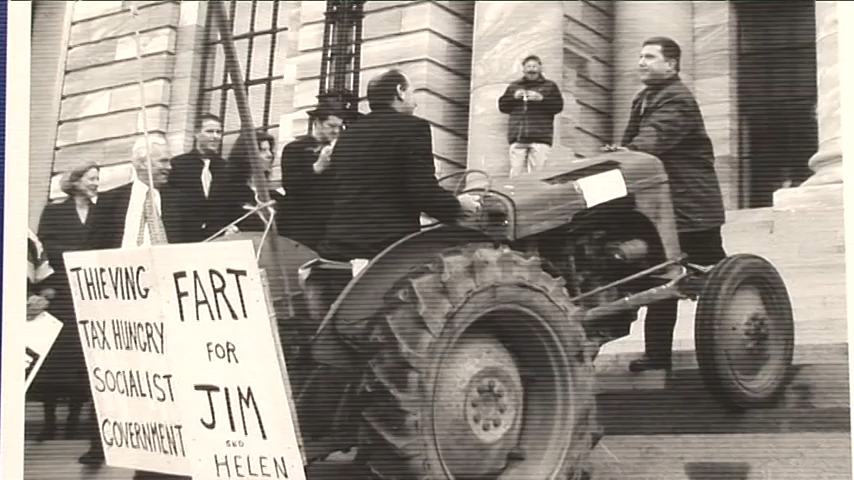 THIEVING
TAX HUNGRY
SOCIALIST
GOVERNMENT
FART
FOR
JIM
AND
HELEN